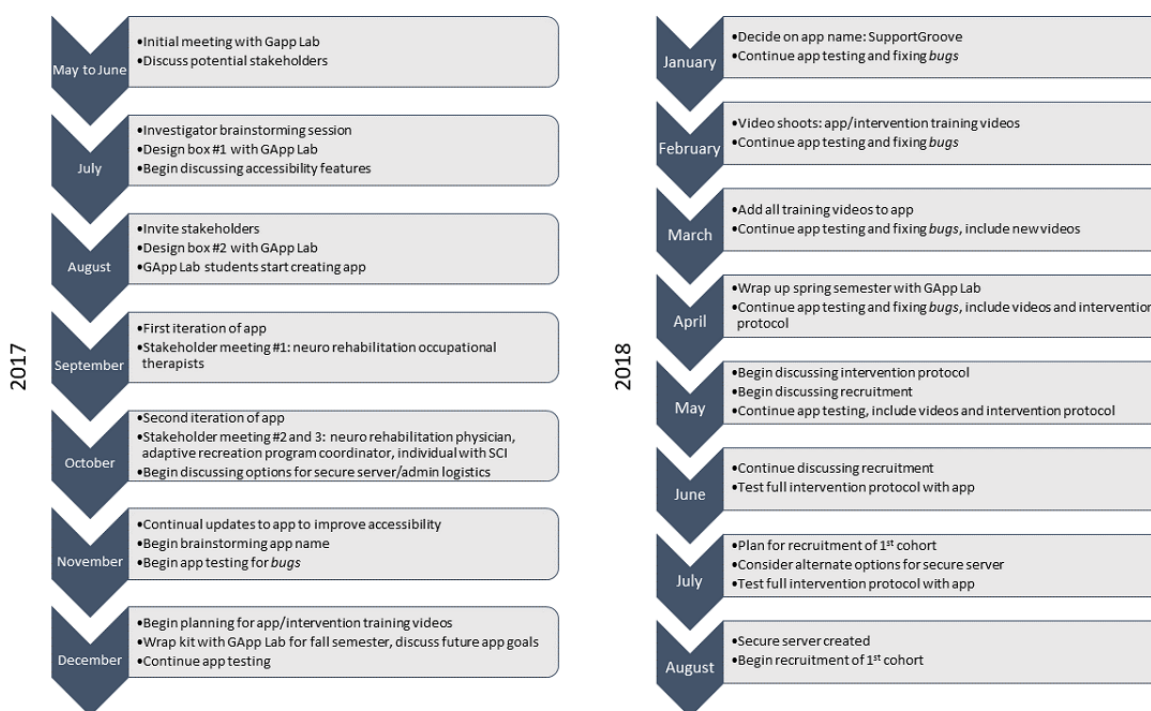 2017
May to June
•Initial meeting with Gapp Lab
•Discuss potential stakeholders
July
•Investigator brainstorming session
•Design box #1 with GApp Lab
•Begin discussing accessibility features
August
•Invite stakeholders
•Design box #2 with GApp Lab
•GApp Lab students start creating app
September
•First iteration of app
•Stakeholder meeting #1: neuro rehabilitation occupational
therapists
October
•Second iteration of app
•Stakeholder meeting #2 and 3: neuro rehabilitation physician,
adaptive recreation program coordinator, individual with SCI
•Begin discussing options for secure server/admin logistics
November
•Continual updates to app to improve accessibility
•Begin brainstorming app name
•Begin app testing for bugs
December
•Begin planning for app/intervention training videos
•Wrap kit with GApp Lab for fall semester, discuss future app goals
•Continue app testing
2018
January
•Decide on app name: SupportGroove
•Continue app testing and fixing bugs
February
•Video shoots: app/intervention training videos
•Continue app testing and fixing bugs
March
•Add all training videos to app
•Continue app testing and fixing bugs, include new videos
April
•Wrap up spring semester with GApp Lab
•Continue app testing and fixing bugs, include videos and intervention
protocol
May
•Begin discussing intervention protocol
•Begin discussing recruitment
•Continue app testing, include videos and intervention protocol
June
•Continue discussing recruitment
•Test full intervention protocol with app
July
•Plan for recruitment of 1st cohort
•Consider alternate options for secure server
•Test full intervention protocol with app
August
•Secure server created
•Begin recruitment of 1st cohort